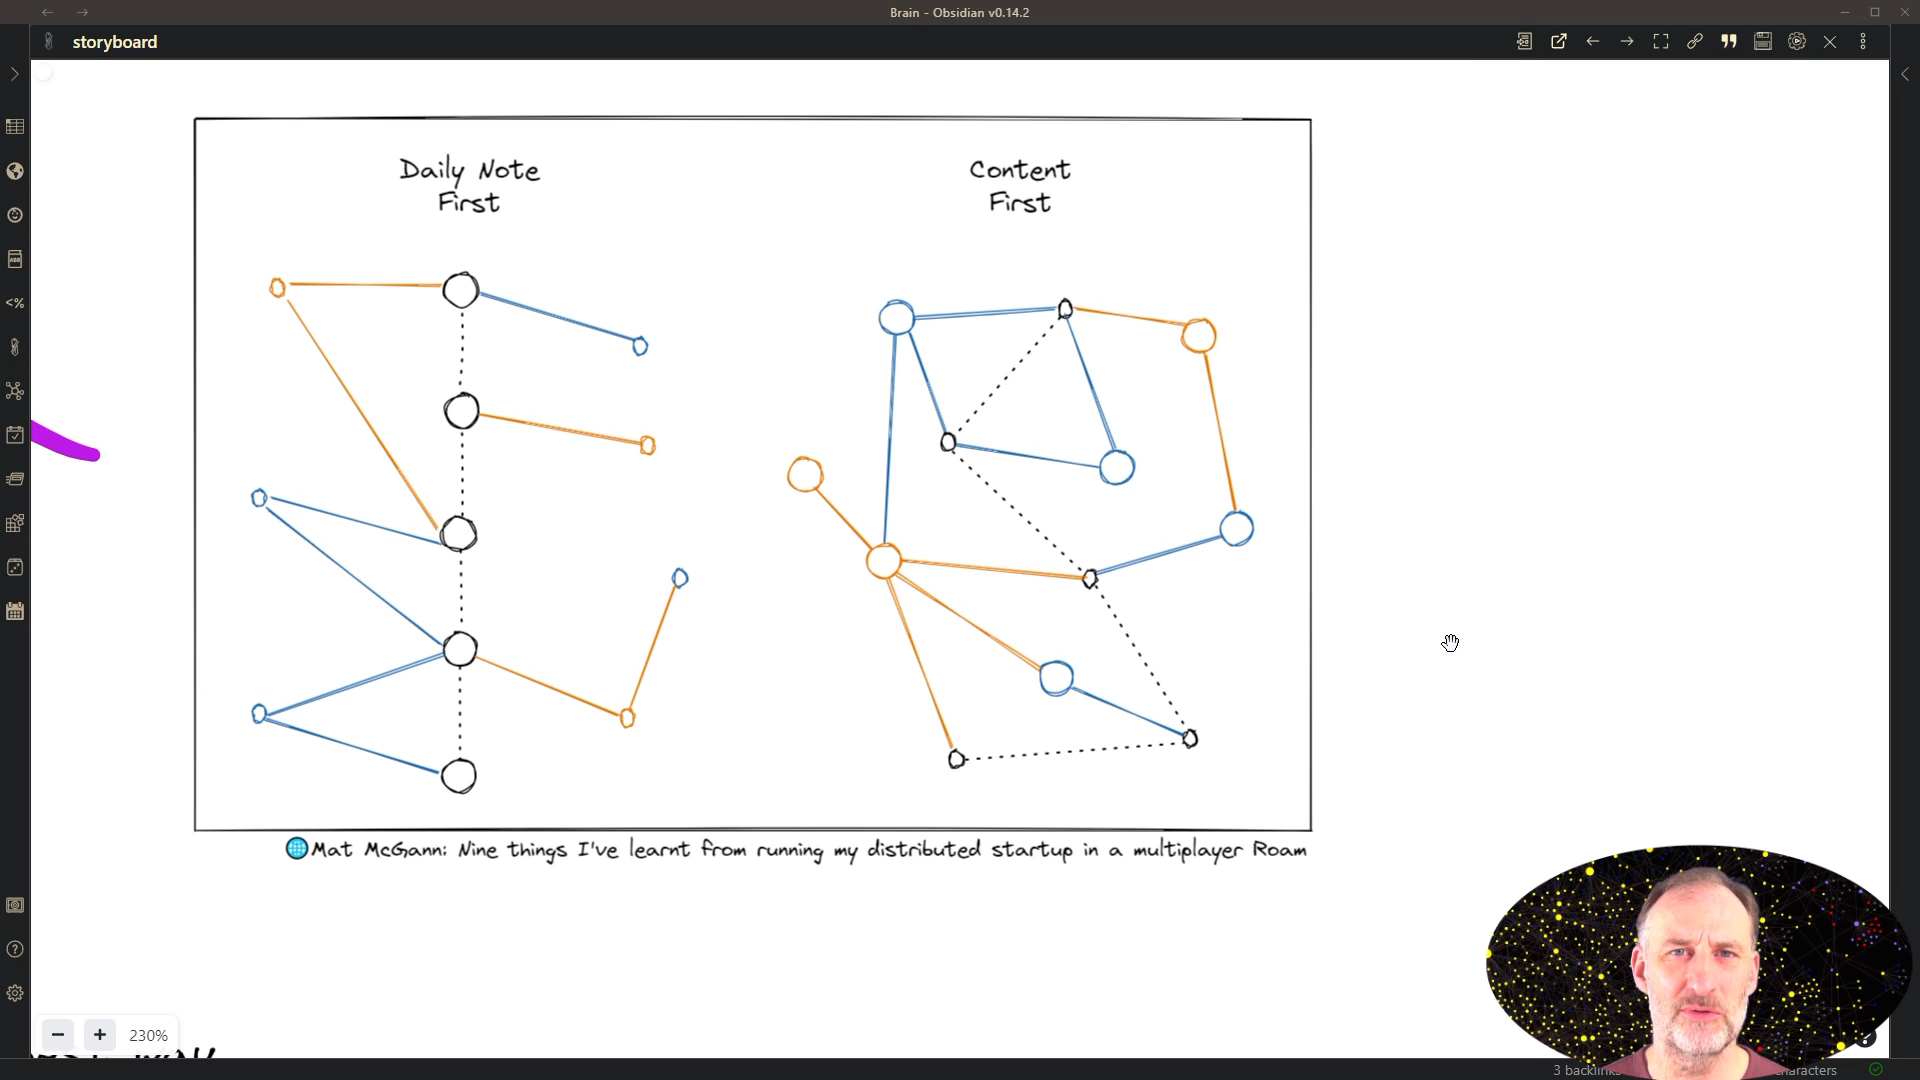 Brain - Obsidian v0.14.2
storyboard
Daily Note
First
Content
First
Mat McGann: Nine things I've learnt from running my distributed startup in a multiplayer Roam
230%
3 backlinks
characters